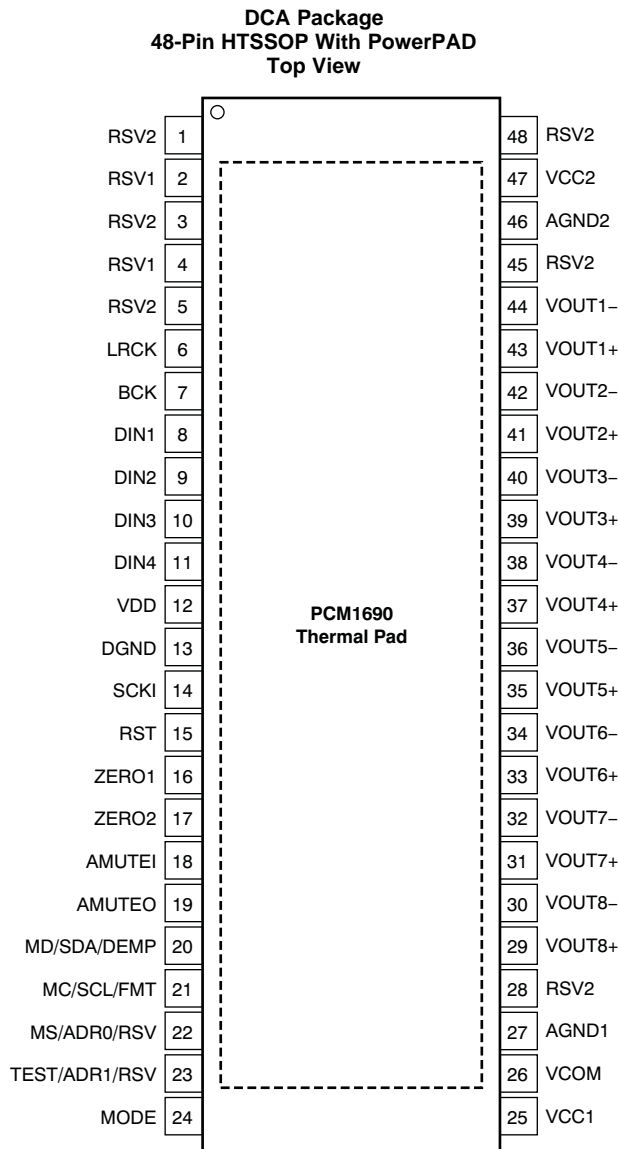 DCA Package
48-Pin HTSSOP With PowerPAD
Top View
RSV2 1 48 RSV2
RSV1 2 47 VCC2
RSV2 3 46 AGND2
RSV1 4 45 RSV2
RSV2 5 44 VOUT1−
LRCK 6 43 VOUT1+
BCK 7 42 VOUT2−
DIN1 8 41 VOUT2+
DIN2 9 40 VOUT3−
DIN3 10 39 VOUT3+
DIN4 11 38 VOUT4−
VDD 12 37 VOUT4+
PCM1690
Thermal Pad
DGND 13 36 VOUT5−
SCKI 14 35 VOUT5+
RST 15 34 VOUT6−
ZERO1 16 33 VOUT6+
ZERO2 17 32 VOUT7−
AMUTEI 18 31 VOUT7+
AMUTEO 19 30 VOUT8−
MD/SDA/DEMP 20 29 VOUT8+
MC/SCL/FMT 21 28 RSV2
MS/ADR0/RSV 22 27 AGND1
TEST/ADR1/RSV 23 26 VCOM
MODE 24 25 VCC1